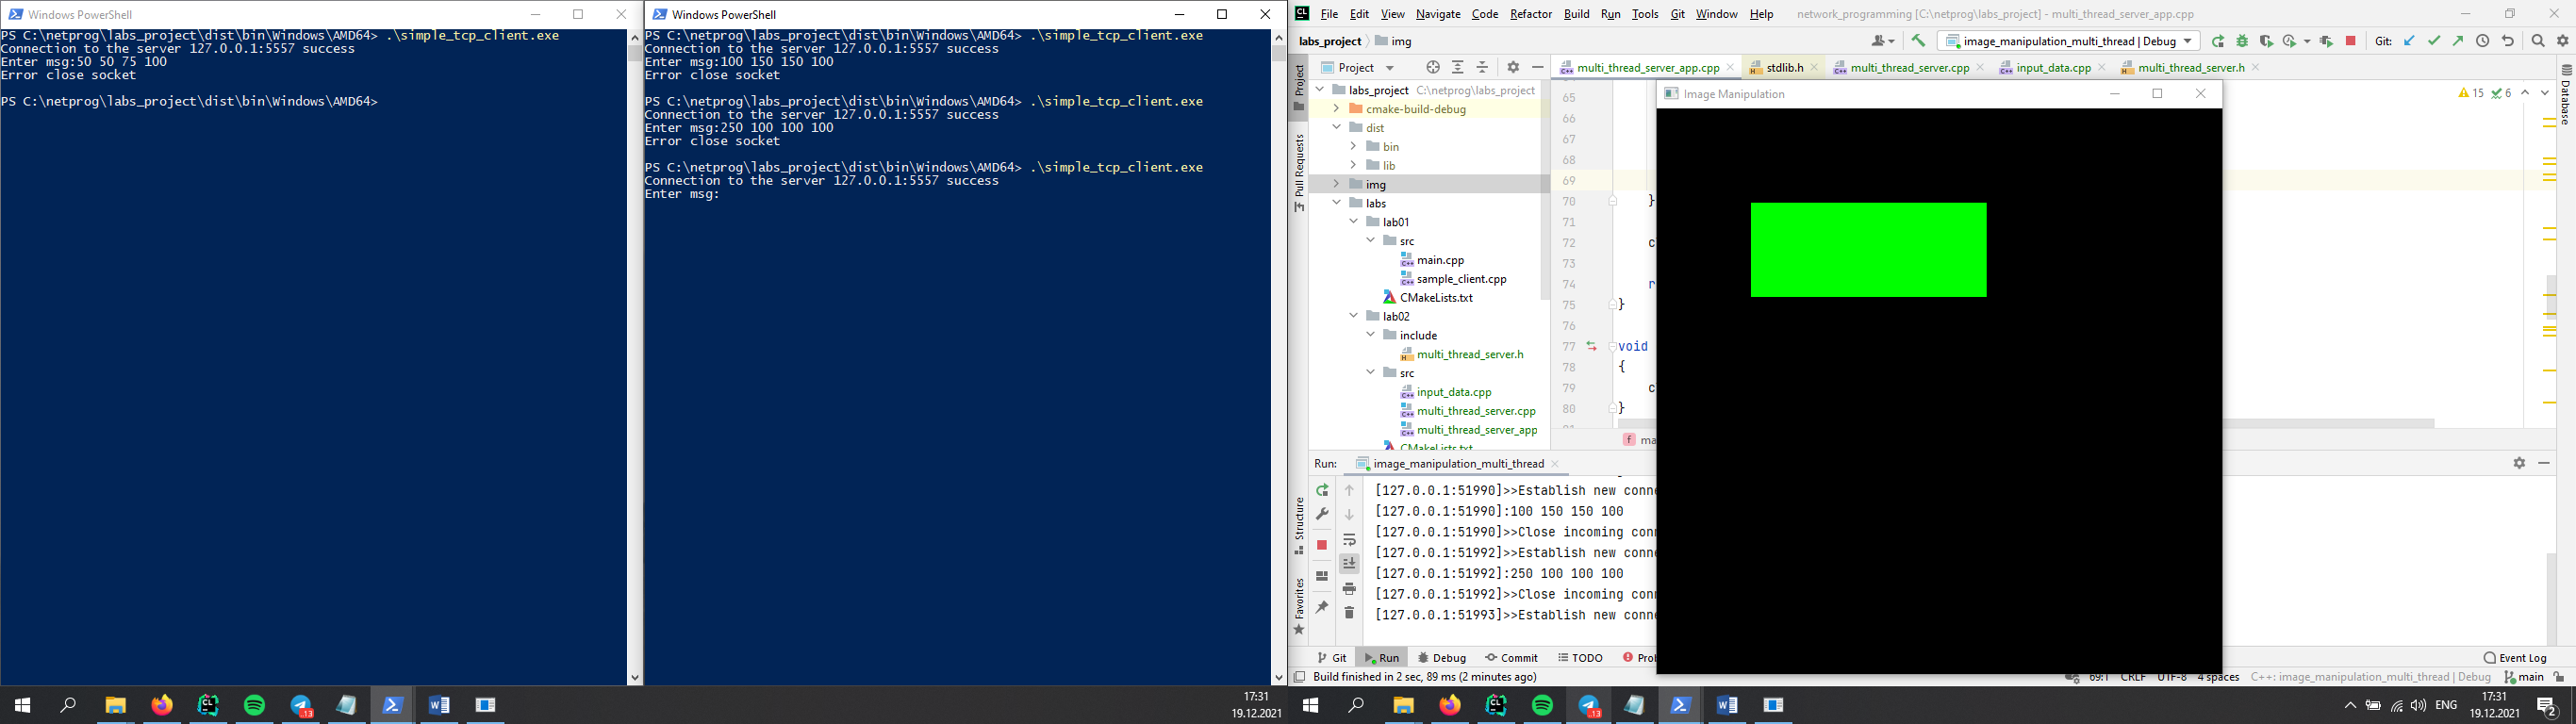 Windows PowerShell
PS C:\netprog\labs_project\dist\bin\Windows\AMD64> .\simple_tcp_client.exe
Connection to the server 127.0.0.1:5557 success
Enter msg:50 50 75 100
Error close socket
PS C:\netprog\labs_project\dist\bin\Windows\AMD64>
Windows PowerShell
PS C:\netprog\labs_project\dist\bin\Windows\AMD64> .\simple_tcp_client.exe
Connection to the server 127.0.0.1:5557 success
Enter msg:100 150 150 100
Error close socket
PS C:\netprog\labs_project\dist\bin\Windows\AMD64> .\simple_tcp_client.exe
Connection to the server 127.0.0.1:5557 success
Enter msg:250 100 100 100
Error close socket
PS C:\netprog\labs_project\dist\bin\Windows\AMD64> .\simple_tcp_client.exe
Connection to the server 127.0.0.1:5557 success
Enter msg:
File Edit View Navigate Code Refactor Build Run Tools Git Window Help network_programming [C:\netprog\labs_project] - multi_thread_server_app.cpp
labs_project img image_manipulation_multi_thread | Debug Git:
Project multi_thread_server_app.cpp stdlib.h multi_thread_server.cpp input_data.cpp multi_thread_server.h
Project
Pull Requests
Structure
Favorites
Database
labs_project C:\netprog\labs_project
cmake-build-debug
dist
bin
lib
img
labs
lab01
src
main.cpp
sample_client.cpp
CMakeLists.txt
lab02
include
multi_thread_server.h
src
input_data.cpp
multi_thread_server.cpp
multi_thread_server_app
CMakeLists.txt
15 6
65
66
67
68
69
70 }
71
72 c
73
74 r
75 }
76
77 void
78 {
79 c
80 }
f ma
Image Manipulation
Run: image_manipulation_multi_thread
[127.0.0.1:51990]>>Establish new conne
[127.0.0.1:51990]:100 150 150 100
[127.0.0.1:51990]>>Close incoming conn
[127.0.0.1:51992]>>Establish new conne
[127.0.0.1:51992]:250 100 100 100
[127.0.0.1:51992]>>Close incoming conn
[127.0.0.1:51993]>>Establish new conne
Git Run Debug Commit TODO Prob Event Log
Build finished in 2 sec, 89 ms (2 minutes ago) 69:1 CRLF UTF-8 4 spaces C++: image_manipulation_multi_thread | Debug main
17:31
19.12.2021
ENG
17:31
19.12.2021
2